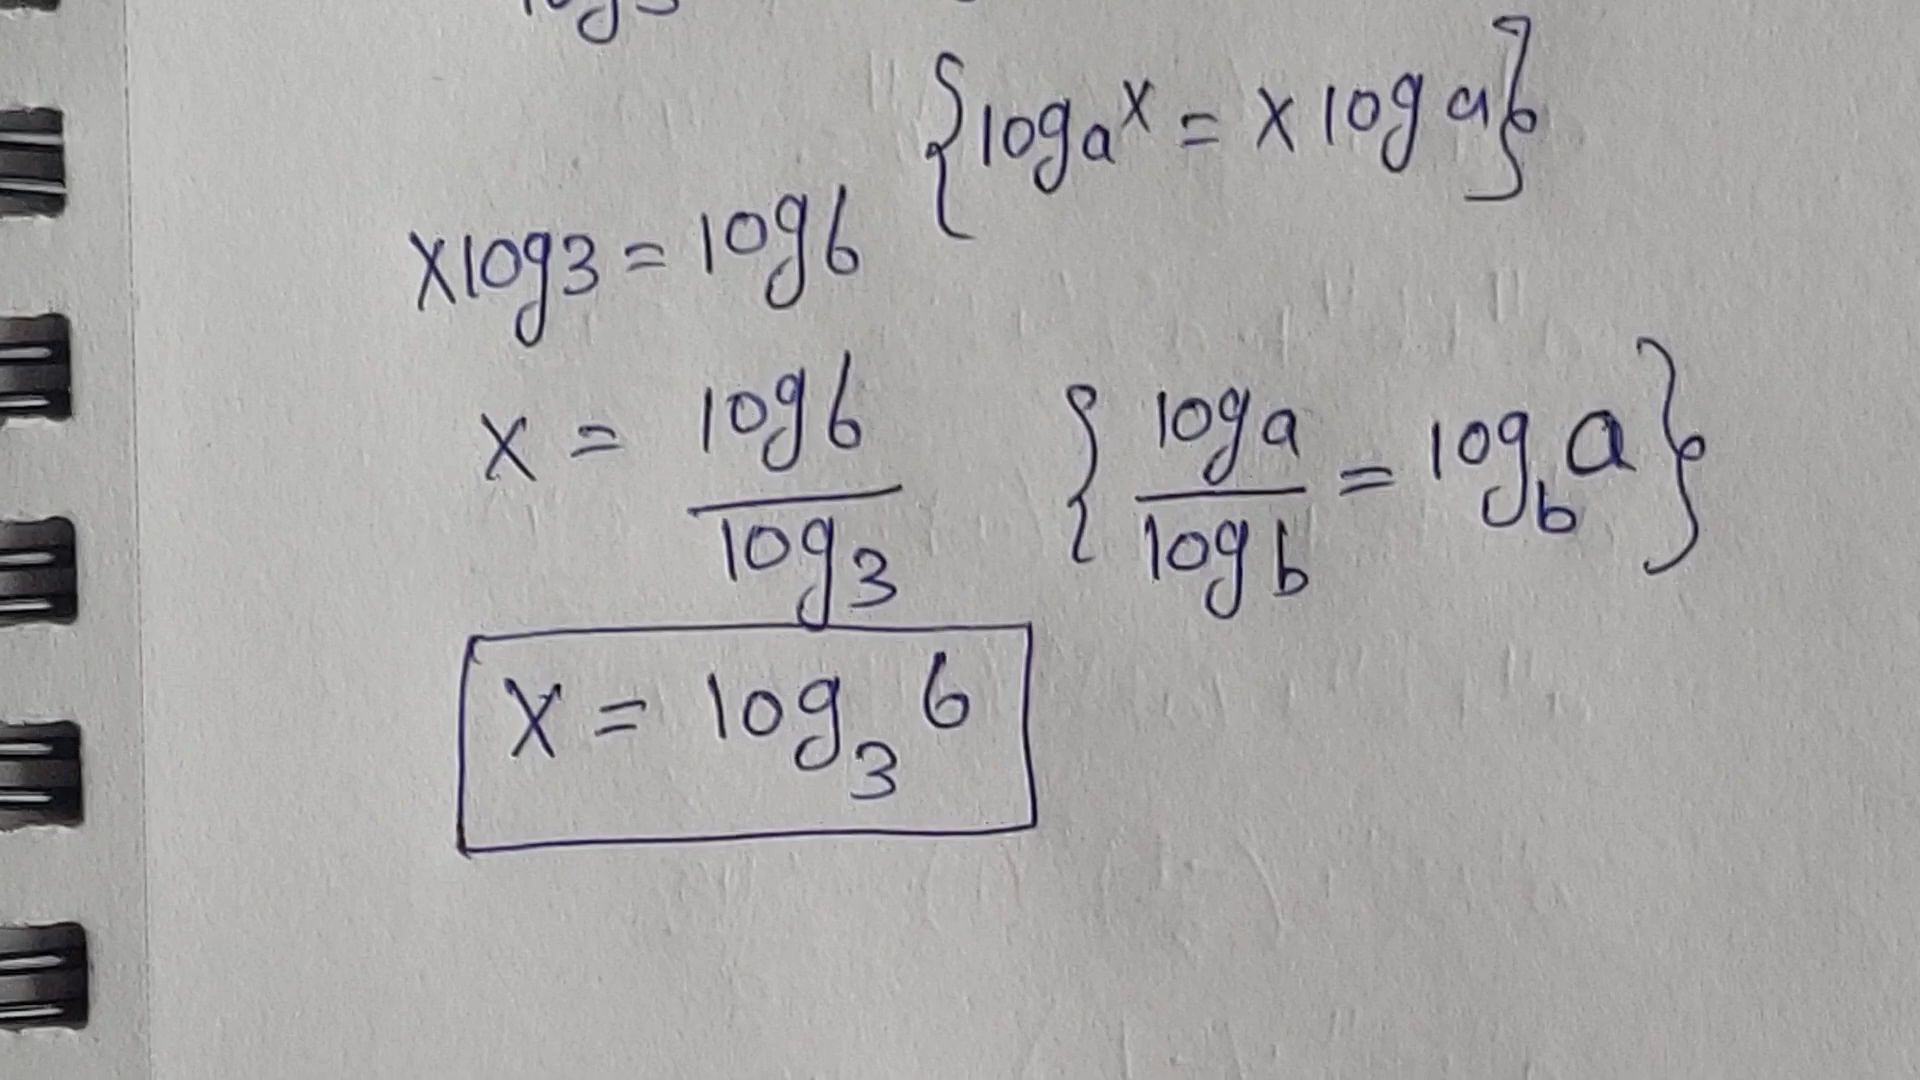 {log a^x = x log a}
x log 3 = log 6
x = log 6 / log 3 {log a / log b = log_b a}
x = log_3 6